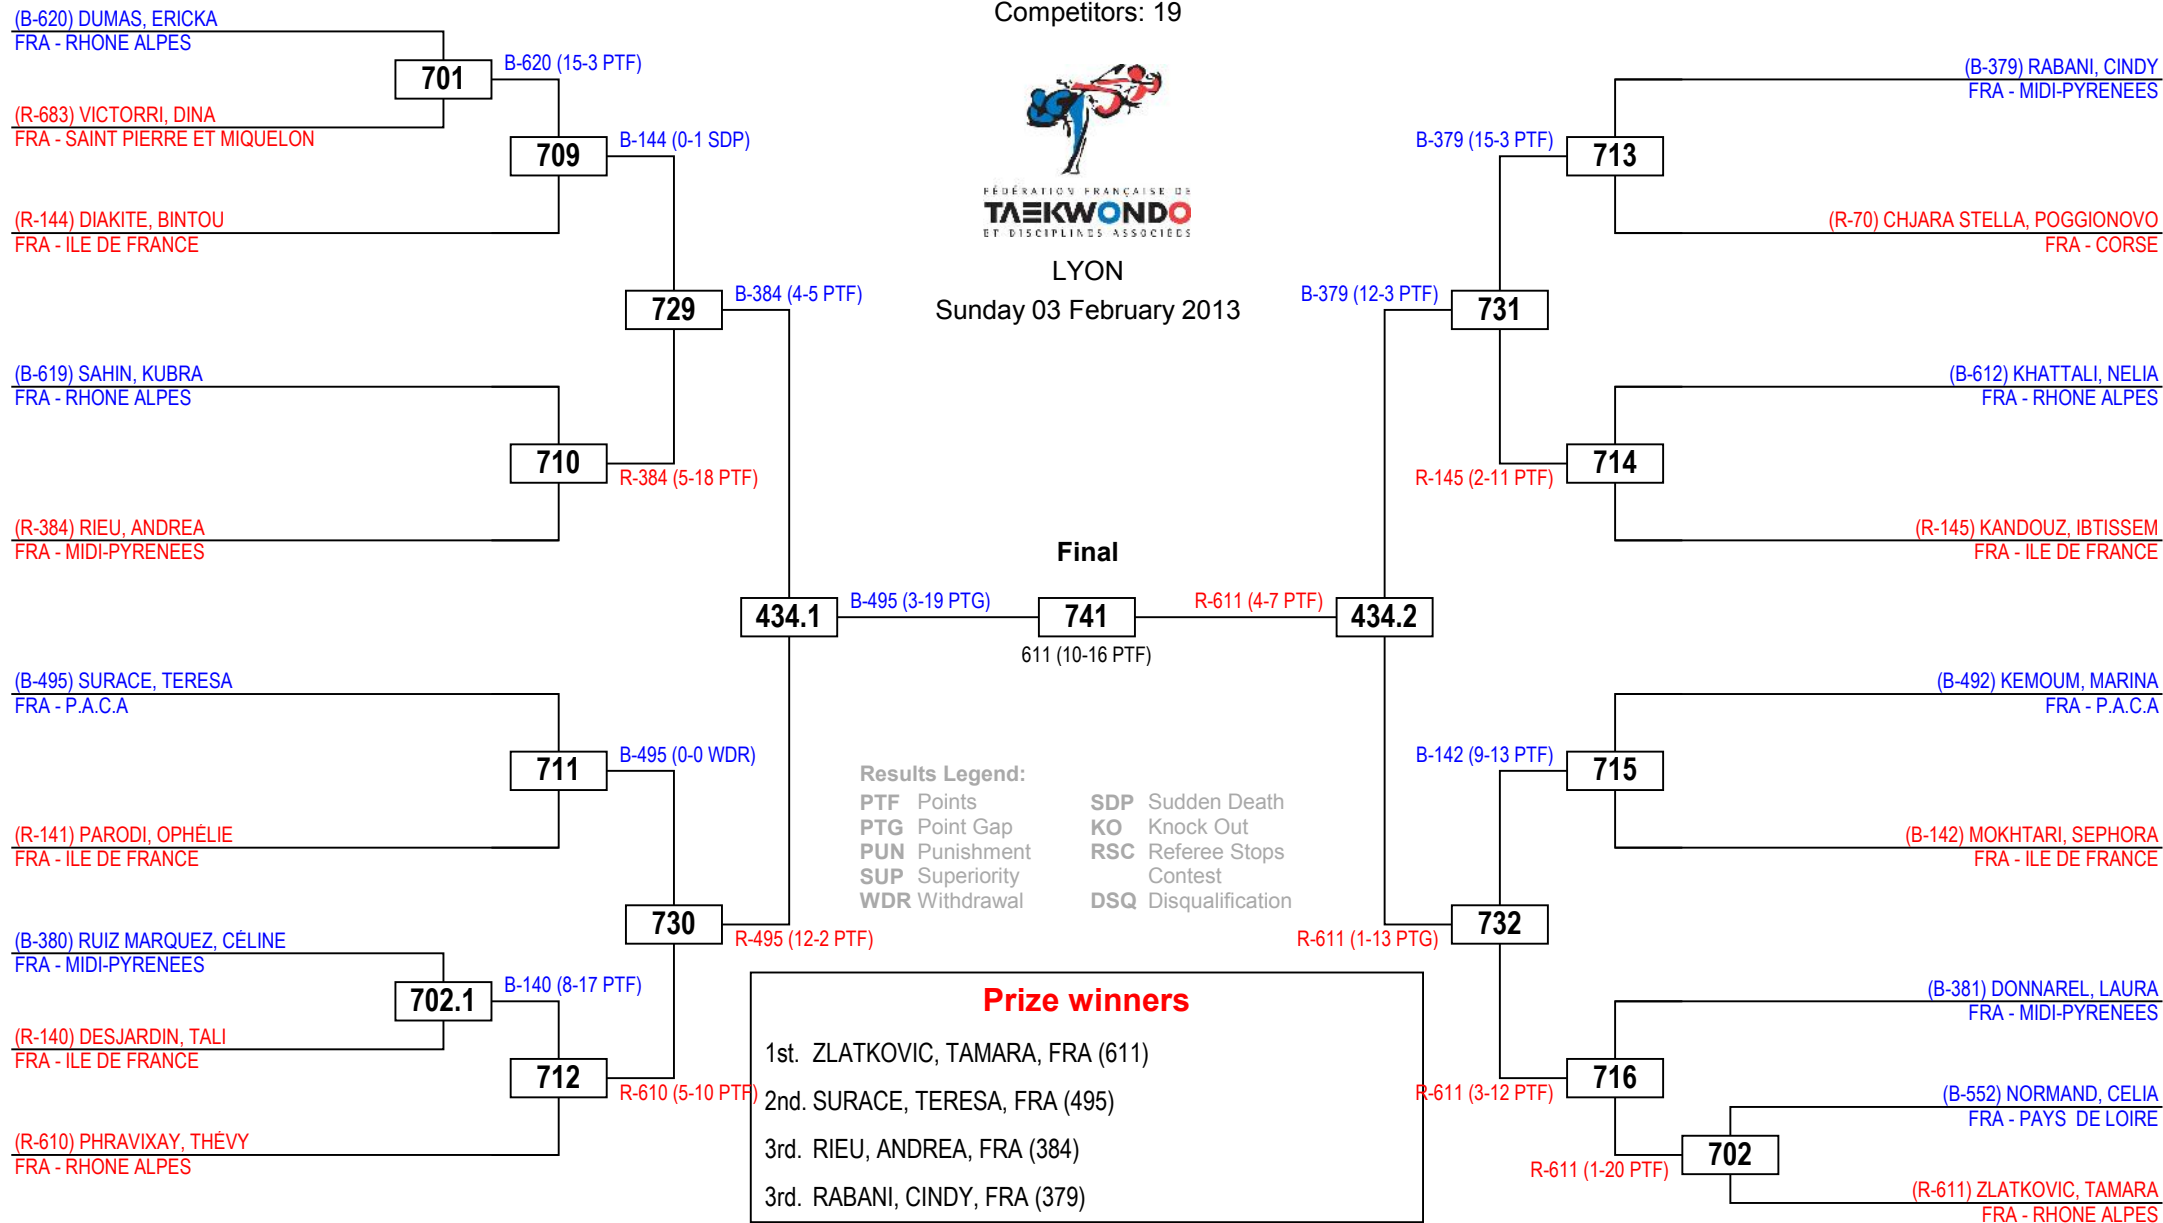 Competitors: 19
FÉDÉRATION FRANÇAISE DE
TAEKWONDO
ET DISCIPLINES ASSOCIÉES
LYON
Sunday 03 February 2013
(B-620) DUMAS, ERICKA
FRA - RHONE ALPES
701
B-620 (15-3 PTF)
(R-683) VICTORRI, DINA
FRA - SAINT PIERRE ET MIQUELON
709
B-144 (0-1 SDP)
(R-144) DIAKITE, BINTOU
FRA - ILE DE FRANCE
729
B-384 (4-5 PTF)
(B-619) SAHIN, KUBRA
FRA - RHONE ALPES
710
R-384 (5-18 PTF)
(R-384) RIEU, ANDREA
FRA - MIDI-PYRENEES
434.1
B-495 (3-19 PTG)
(B-495) SURACE, TERESA
FRA - P.A.C.A
711
B-495 (0-0 WDR)
(R-141) PARODI, OPHÉLIE
FRA - ILE DE FRANCE
730
R-495 (12-2 PTF)
(B-380) RUIZ MARQUEZ, CÉLINE
FRA - MIDI-PYRENEES
702.1
B-140 (8-17 PTF)
(R-140) DESJARDIN, TALI
FRA - ILE DE FRANCE
712
R-610 (5-10 PTF)
(R-610) PHRAVIXAY, THÉVY
FRA - RHONE ALPES
Final
741
611 (10-16 PTF)
(B-379) RABANI, CINDY
FRA - MIDI-PYRENEES
B-379 (15-3 PTF)
713
(R-70) CHJARA STELLA, POGGIONOVO
FRA - CORSE
B-379 (12-3 PTF)
731
(B-612) KHATTALI, NELIA
FRA - RHONE ALPES
R-145 (2-11 PTF)
714
(R-145) KANDOUZ, IBTISSEM
FRA - ILE DE FRANCE
R-611 (4-7 PTF)
434.2
(B-492) KEMOUM, MARINA
FRA - P.A.C.A
B-142 (9-13 PTF)
715
(B-142) MOKHTARI, SEPHORA
FRA - ILE DE FRANCE
R-611 (1-13 PTG)
732
(B-381) DONNAREL, LAURA
FRA - MIDI-PYRENEES
R-611 (3-12 PTF)
716
(B-552) NORMAND, CELIA
FRA - PAYS DE LOIRE
R-611 (1-20 PTF)
702
(R-611) ZLATKOVIC, TAMARA
FRA - RHONE ALPES
Results Legend:
PTF Points
PTG Point Gap
PUN Punishment
SUP Superiority
WDR Withdrawal
SDP Sudden Death
KO Knock Out
RSC Referee Stops
Contest
DSQ Disqualification
Prize winners
1st. ZLATKOVIC, TAMARA, FRA (611)
2nd. SURACE, TERESA, FRA (495)
3rd. RIEU, ANDREA, FRA (384)
3rd. RABANI, CINDY, FRA (379)